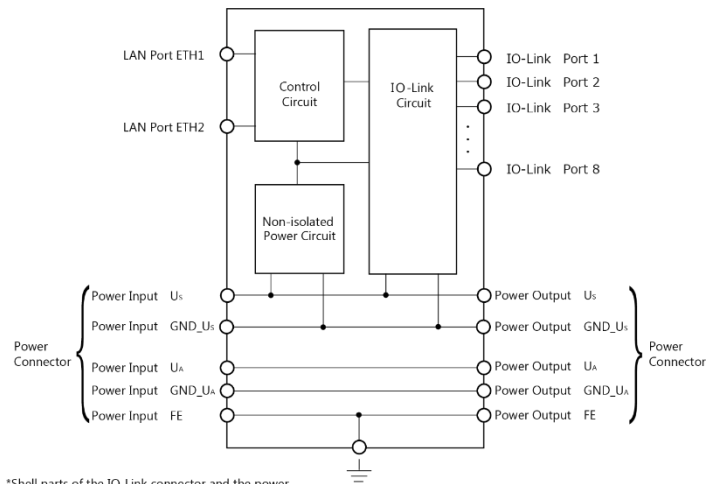 LAN Port ETH1
LAN Port ETH2
Control
Circuit
IO-Link
Circuit
IO-Link Port 1
IO-Link Port 2
IO-Link Port 3
IO-Link Port 8
Non-isolated
Power Circuit
Power
Connector
Power Input Us
Power Input GND_Us
Power Input UA
Power Input GND_UA
Power Input FE
Power Output Us
Power Output GND_Us
Power Output UA
Power Output GND_UA
Power Output FE
Power
Connector
*Shell parts of the IO-Link connector and the power